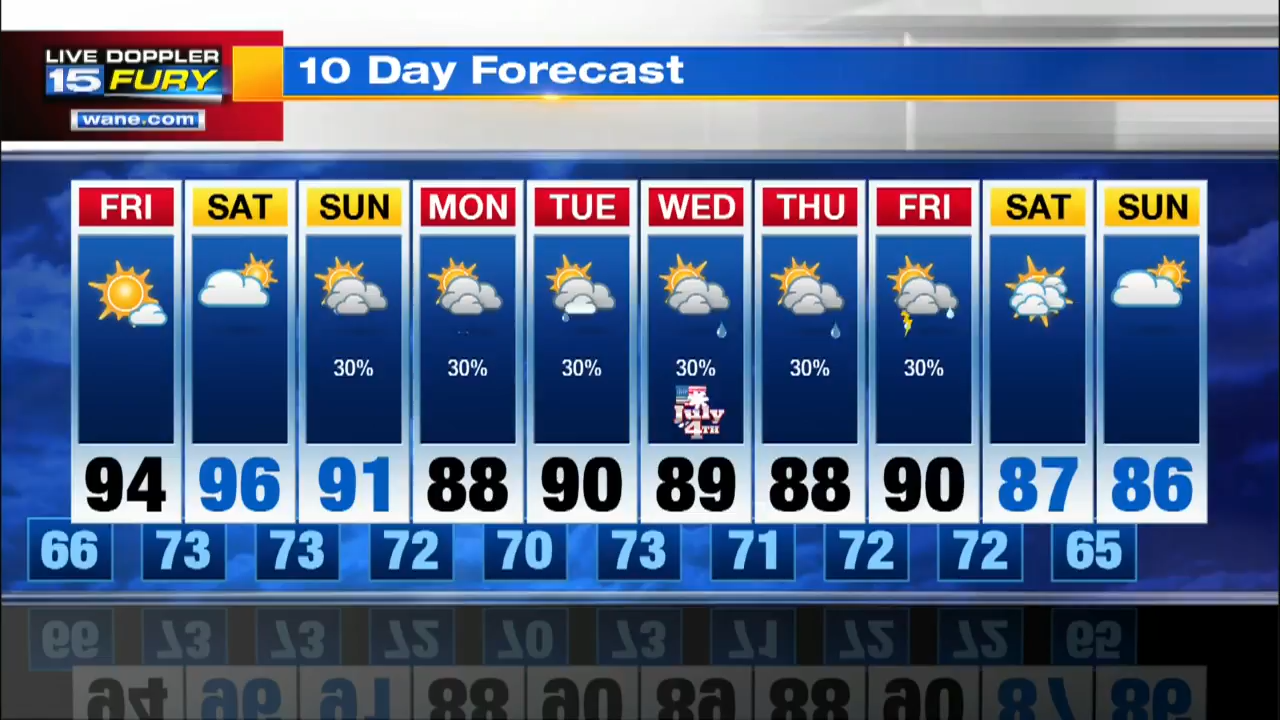 LIVE DOPPLER
15 FURY
wane.com
10 Day Forecast
FRI SAT SUN MON TUE WED THU FRI SAT SUN
30% 30% 30% 30% 30% 30%
July
4TH
94 96 91 88 90 89 88 90 87 86
66 73 73 72 70 73 71 72 72 65